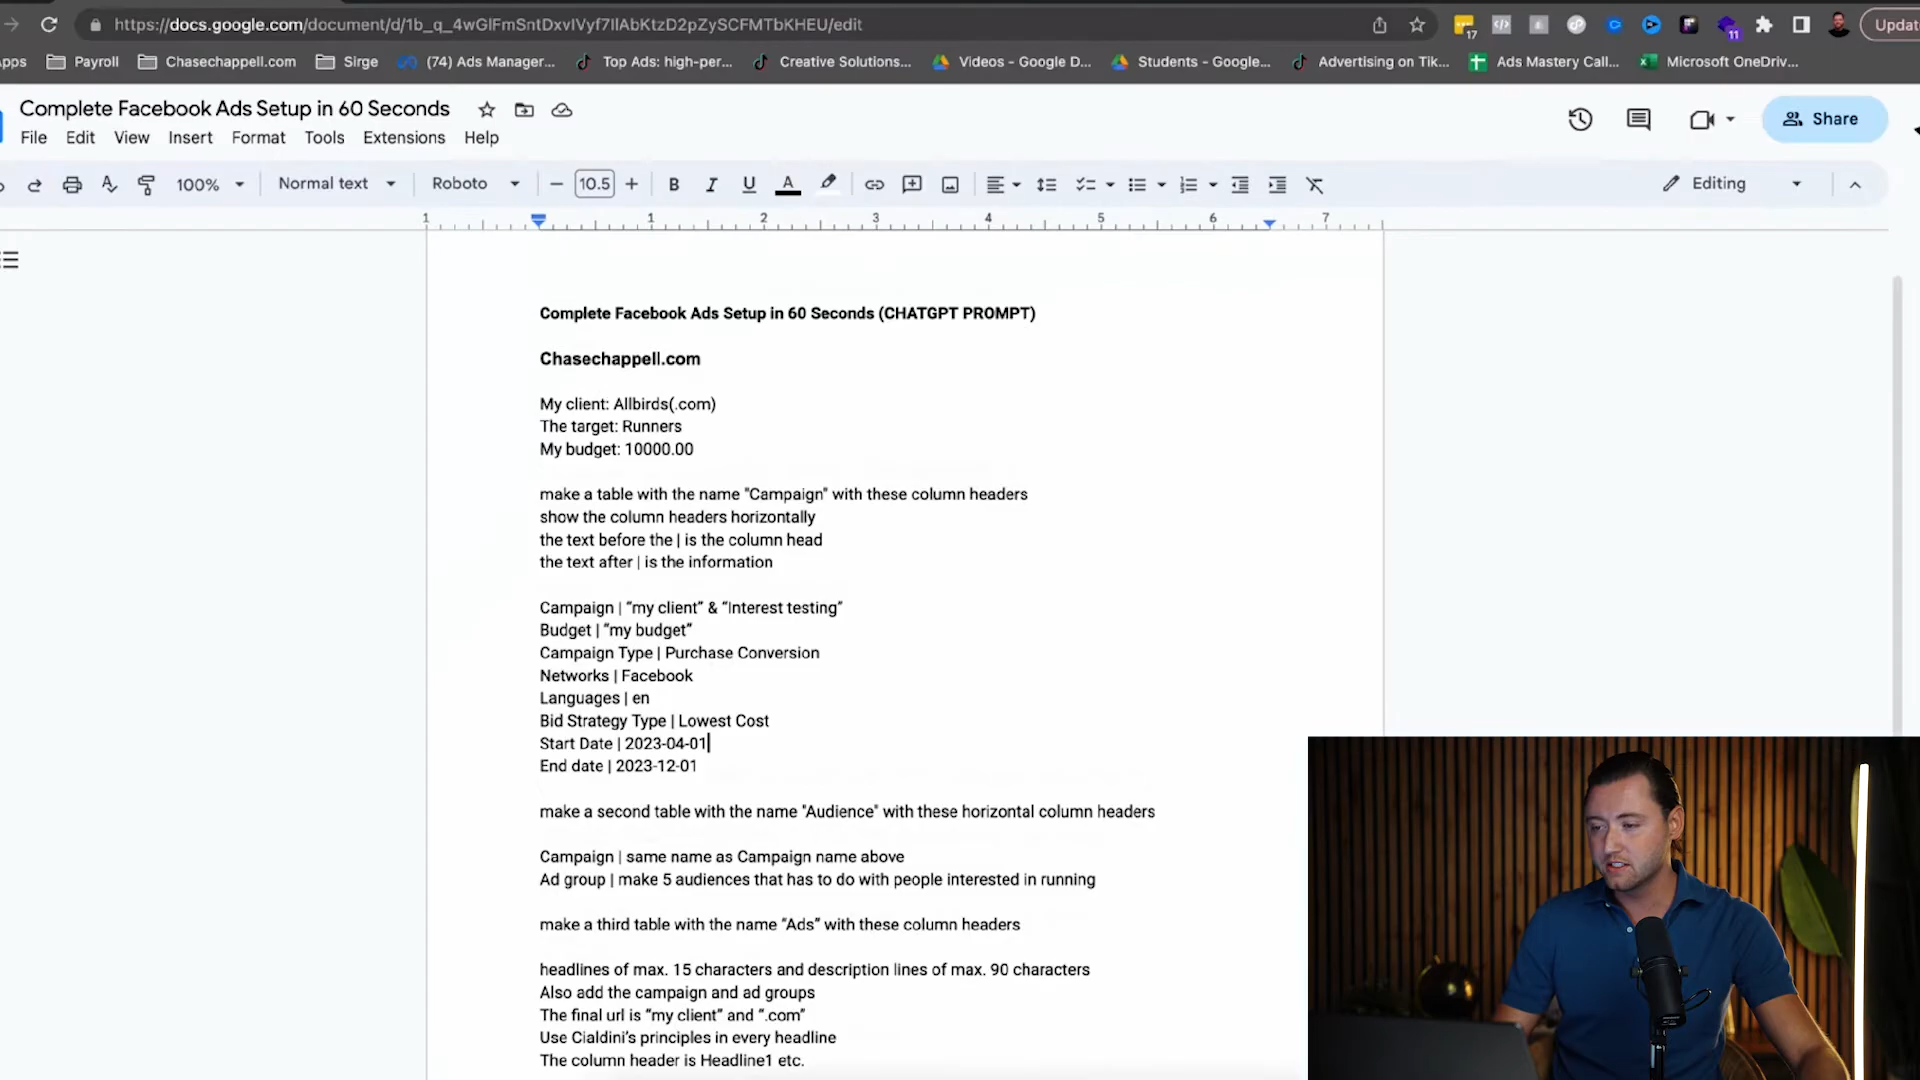 https://docs.google.com/document/d/1b_q_4wGlFmSntDxvIVyf7IlAbKtzD2pZySCFMTbKHEU/edit
17
11
Payroll
Chasechappell.com
Sirge
(74) Ads Manager...
Top Ads: high-per...
Creative Solutions...
Videos - Google D...
Students - Google...
Advertising on Tik...
Ads Mastery Call...
Microsoft OneDriv...
Complete Facebook Ads Setup in 60 Seconds
File Edit View Insert Format Tools Extensions Help
Share
100% Normal text Roboto 10.5 Editing
1 1 2 3 4 5 6 7
Complete Facebook Ads Setup in 60 Seconds (CHATGPT PROMPT)
Chasechappell.com
My client: Allbirds(.com)
The target: Runners
My budget: 10000.00
make a table with the name "Campaign" with these column headers
show the column headers horizontally
the text before the | is the column head
the text after | is the information
Campaign | “my client” & “Interest testing”
Budget | “my budget”
Campaign Type | Purchase Conversion
Networks | Facebook
Languages | en
Bid Strategy Type | Lowest Cost
Start Date | 2023-04-01
End date | 2023-12-01
make a second table with the name "Audience" with these horizontal column headers
Campaign | same name as Campaign name above
Ad group | make 5 audiences that has to do with people interested in running
make a third table with the name “Ads” with these column headers
headlines of max. 15 characters and description lines of max. 90 characters
Also add the campaign and ad groups
The final url is “my client” and “.com”
Use Cialdini’s principles in every headline
The column header is Headline1 etc.